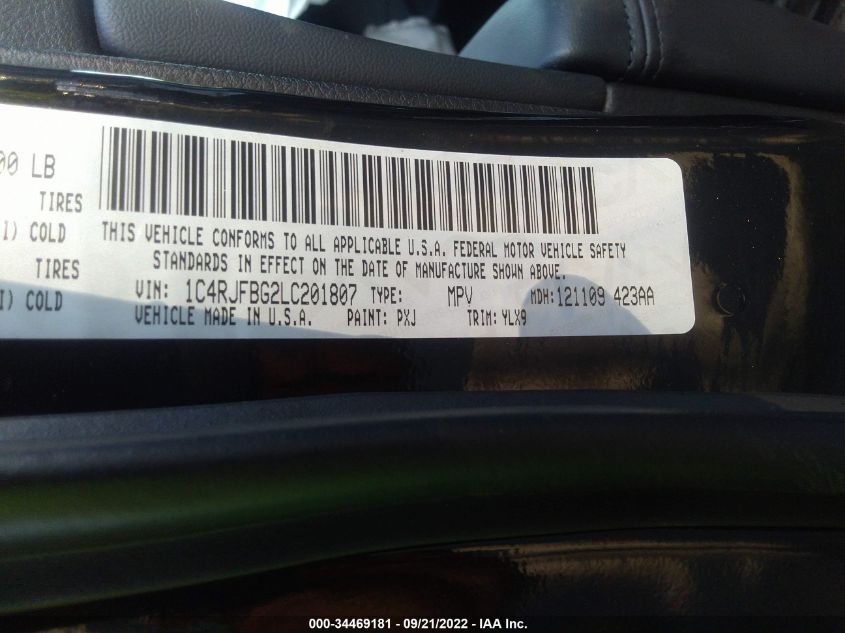 00 LB
TIRES
I) COLD
TIRES
I) COLD
THIS VEHICLE CONFORMS TO ALL APPLICABLE U.S.A. FEDERAL MOTOR VEHICLE SAFETY
STANDARDS IN EFFECT ON THE DATE OF MANUFACTURE SHOWN ABOVE.
VIN: 1C4RJFBG2LC201807 TYPE: MPV MDH:121109 423AA
VEHICLE MADE IN U.S.A. PAINT: PXJ TRIM: YLX9
000-34469181 - 09/21/2022 - IAA Inc.